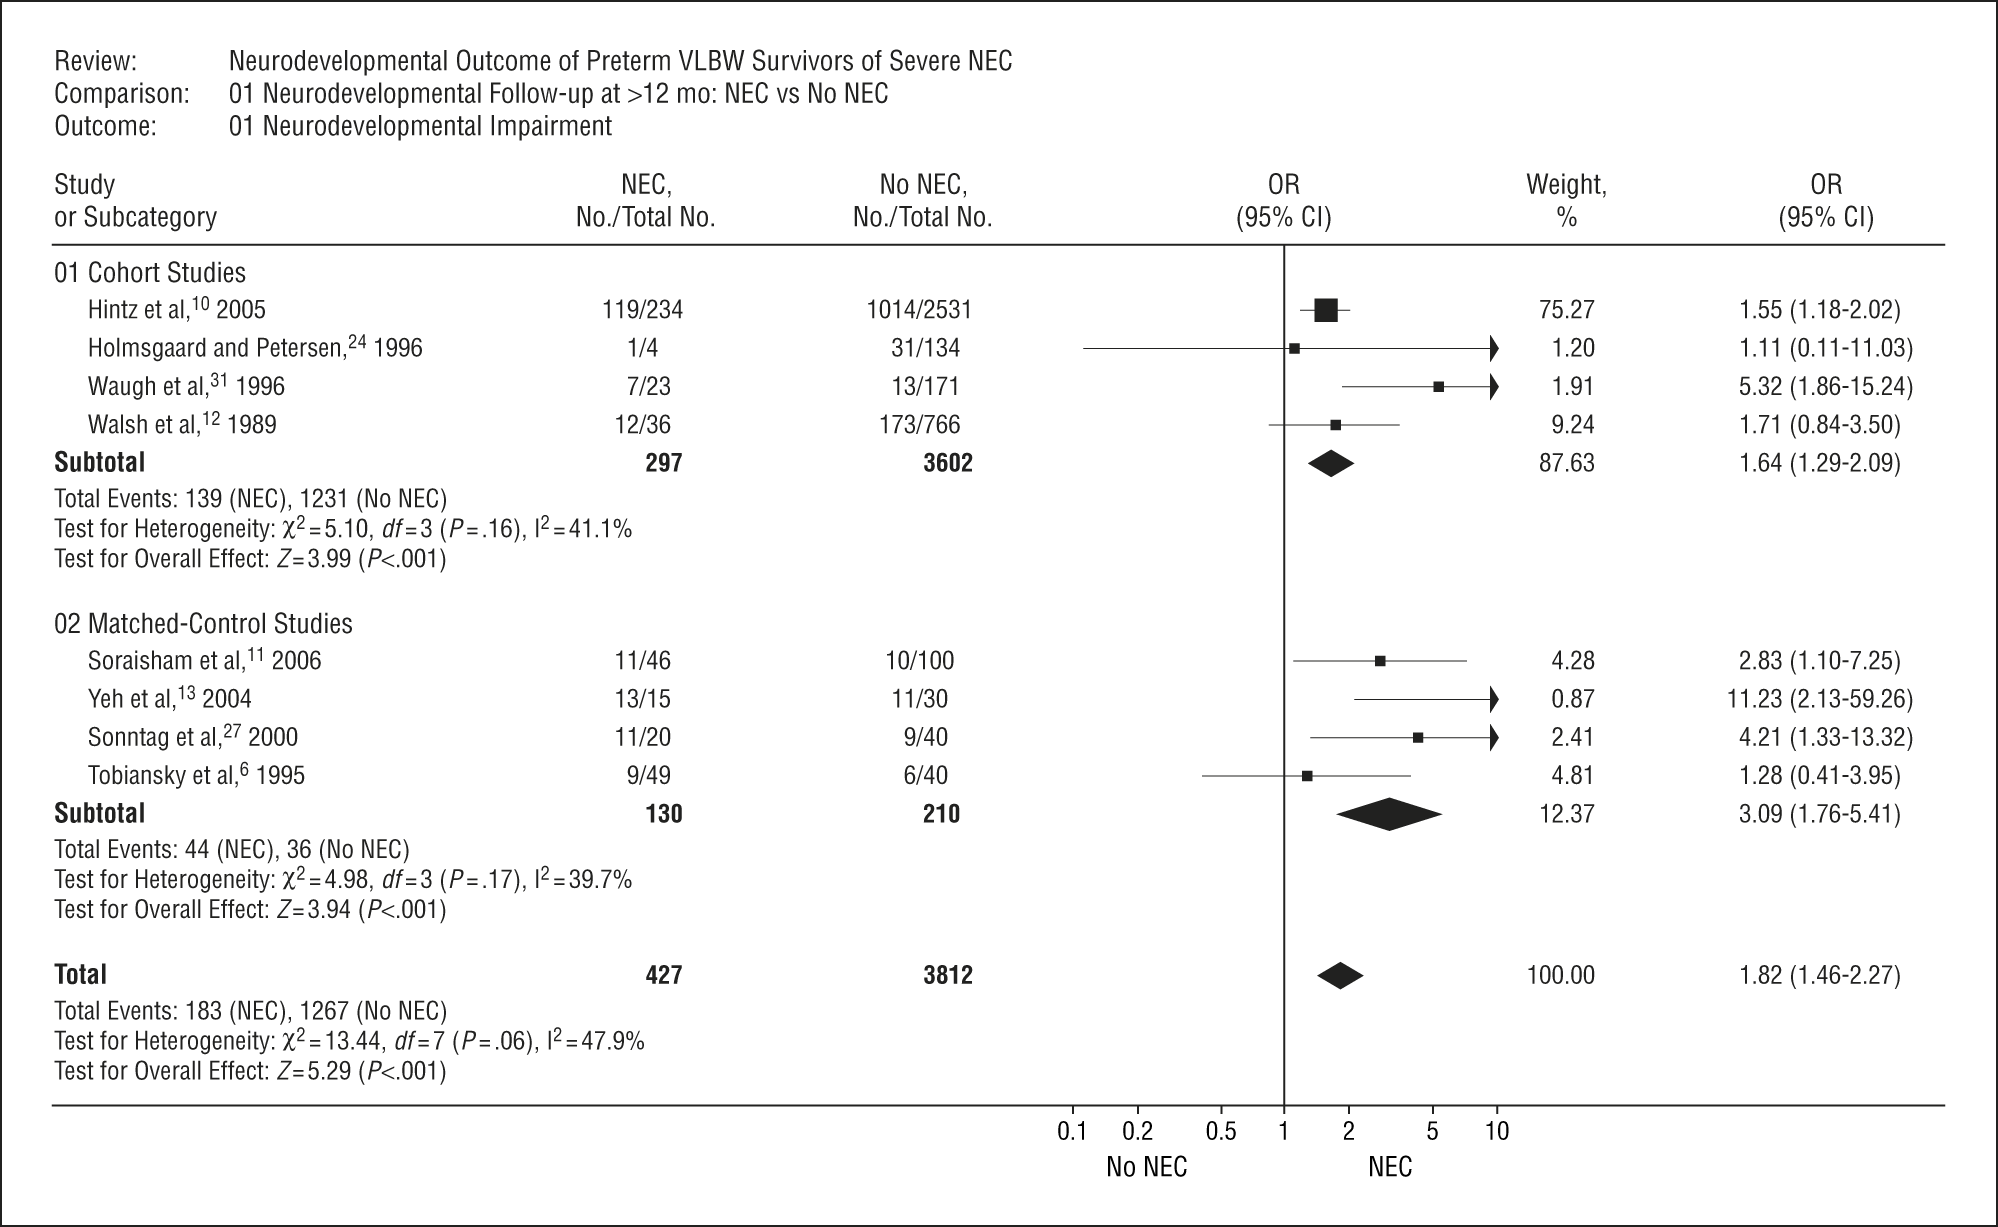 Review: Neurodevelopmental Outcome of Preterm VLBW Survivors of Severe NEC
Comparison: 01 Neurodevelopmental Follow-up at >12 mo: NEC vs No NEC
Outcome: 01 Neurodevelopmental Impairment
Study NEC, No NEC, OR Weight, OR
or Subcategory No./Total No. No./Total No. (95% CI) % (95% CI)
01 Cohort Studies
Hintz et al,10 2005 119/234 1014/2531 75.27 1.55 (1.18-2.02)
Holmsgaard and Petersen,24 1996 1/4 31/134 1.20 1.11 (0.11-11.03)
Waugh et al,31 1996 7/23 13/171 1.91 5.32 (1.86-15.24)
Walsh et al,12 1989 12/36 173/766 9.24 1.71 (0.84-3.50)
Subtotal 297 3602 87.63 1.64 (1.29-2.09)
Total Events: 139 (NEC), 1231 (No NEC)
Test for Heterogeneity: χ2=5.10, df=3 (P=.16), I2=41.1%
Test for Overall Effect: Z=3.99 (P<.001)
02 Matched-Control Studies
Soraisham et al,11 2006 11/46 10/100 4.28 2.83 (1.10-7.25)
Yeh et al,13 2004 13/15 11/30 0.87 11.23 (2.13-59.26)
Sonntag et al,27 2000 11/20 9/40 2.41 4.21 (1.33-13.32)
Tobiansky et al,6 1995 9/49 6/40 4.81 1.28 (0.41-3.95)
Subtotal 130 210 12.37 3.09 (1.76-5.41)
Total Events: 44 (NEC), 36 (No NEC)
Test for Heterogeneity: χ2=4.98, df=3 (P=.17), I2=39.7%
Test for Overall Effect: Z=3.94 (P<.001)
Total 427 3812 100.00 1.82 (1.46-2.27)
Total Events: 183 (NEC), 1267 (No NEC)
Test for Heterogeneity: χ2=13.44, df=7 (P=.06), I2=47.9%
Test for Overall Effect: Z=5.29 (P<.001)
0.1 0.2 0.5 1 2 5 10
No NEC NEC